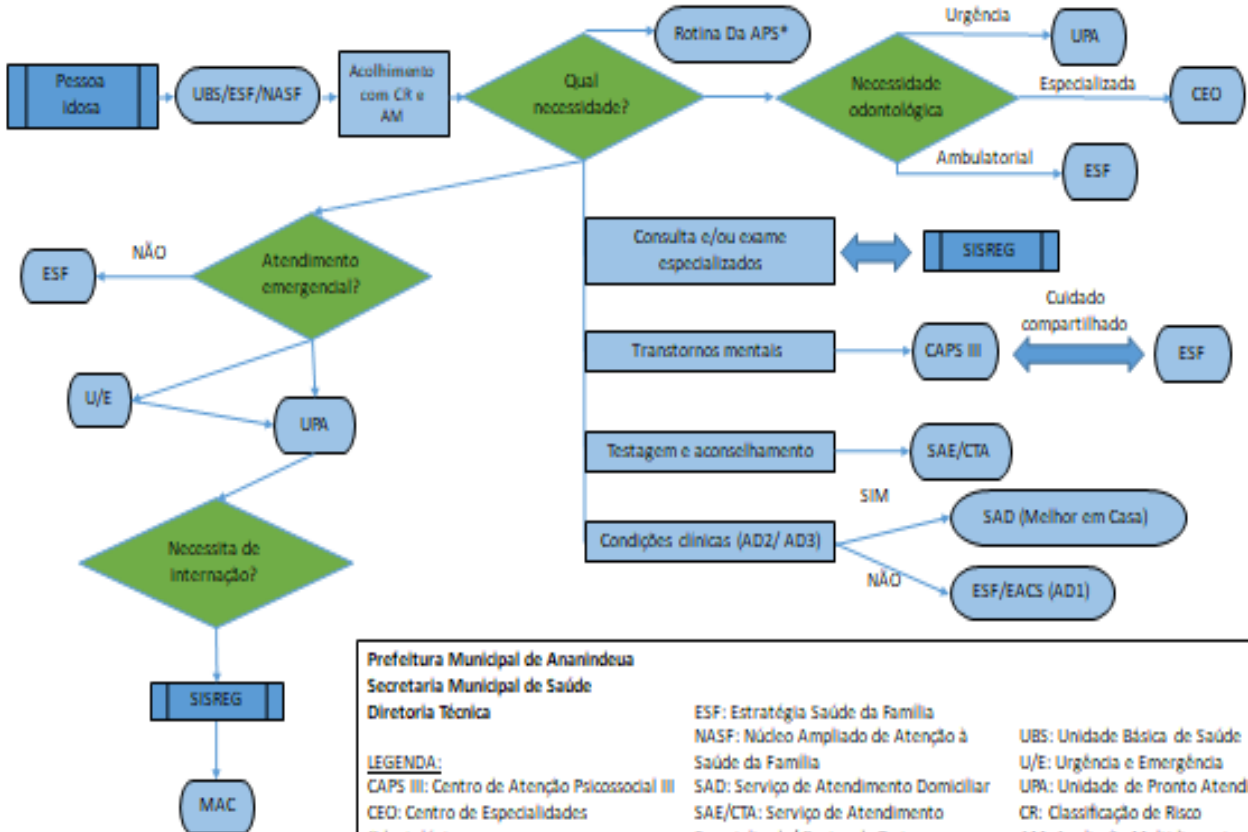 Pessoa
Idosa
UBS/ESF/NASF
Acolhimento
com CR e
AM
Qual
necessidade?
Rotina Da APS*
Necessidade
odontológica
Urgência
UPA
Especializada
CEO
Ambulatorial
ESF
Atendimento
emergencial?
NÃO
ESF
U/E
UPA
Necessita de
internação?
SISREG
MAC
Consulta e/ou exame
especializados
SISREG
Transtornos mentais
CAPS III
Cuidado
compartilhado
ESF
Testagem e aconselhamento
SAE/CTA
Condições clínicas (AD2/ AD3)
SIM
SAD (Melhor em Casa)
NÃO
ESF/EACS (AD1)
Prefeitura Municipal de Ananindeua
Secretaria Municipal de Saúde
Diretoria Técnica
LEGENDA:
CAPS III: Centro de Atenção Psicossocial III
CEO: Centro de Especialidades
ESF: Estratégia Saúde da Família
NASF: Núcleo Ampliado de Atenção à
Saúde da Família
SAD: Serviço de Atendimento Domiciliar
SAE/CTA: Serviço de Atendimento
UBS: Unidade Básica de Saúde
U/E: Urgência e Emergência
UPA: Unidade de Pronto Atendi
CR: Classificação de Risco